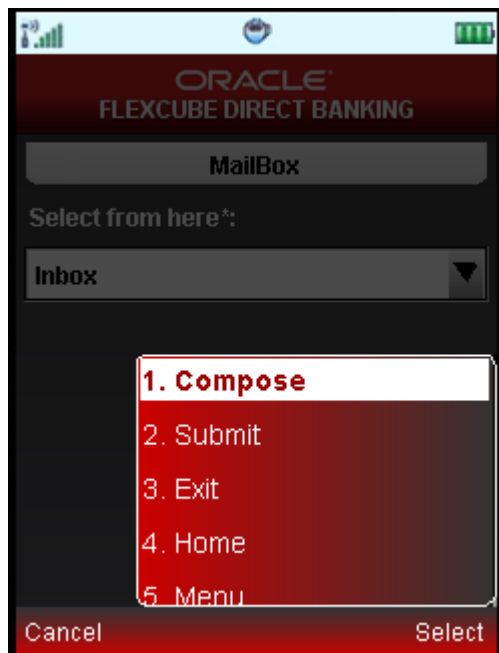 ORACLE
FLEXCUBE DIRECT BANKING
MailBox
Select from here*:
Inbox
1. Compose
2. Submit
3. Exit
4. Home
5. Menu
Cancel Select